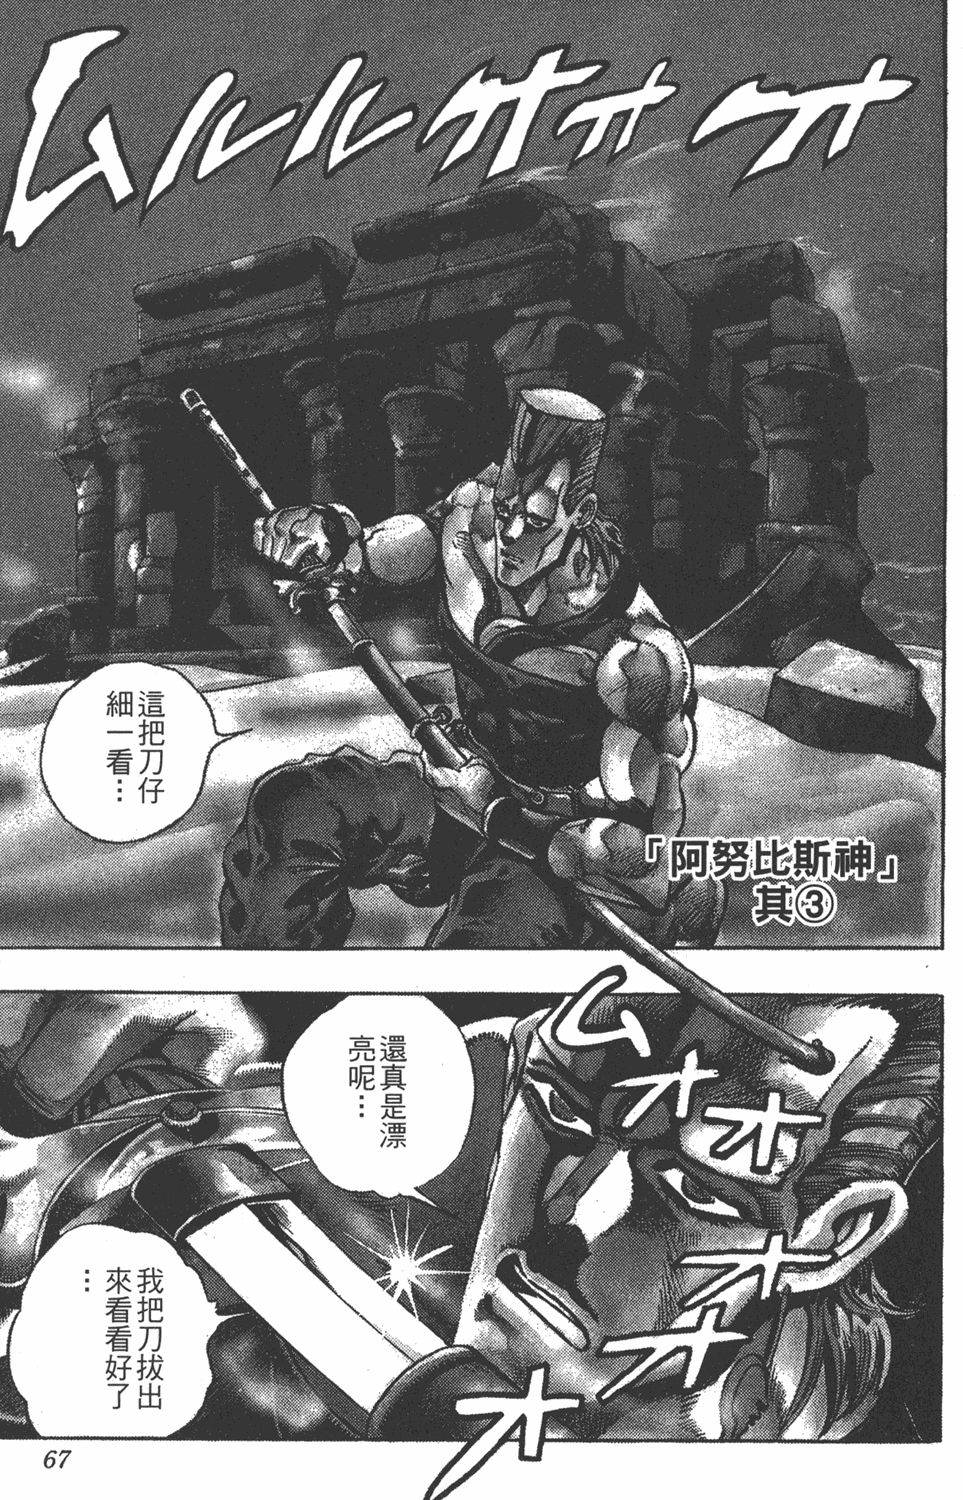 ムルルオオオ
這把刀仔
細一看…
「阿努比斯神」
其③
ムオオオオオ
還真是漂
亮呢…
我把刀拔出
來看看好了
…
67